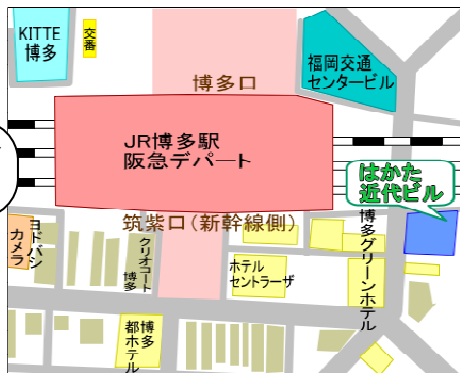 KITTE
博多
交番
福岡交通
センタービル
博多口
JR博多駅
阪急デパート
はかた
近代ビル
筑紫口（新幹線側）
ヨドバシ
カメラ
クリオコート
博多
ホテル
セントラーザ
博多グリーンホテル
博多
都ホテル